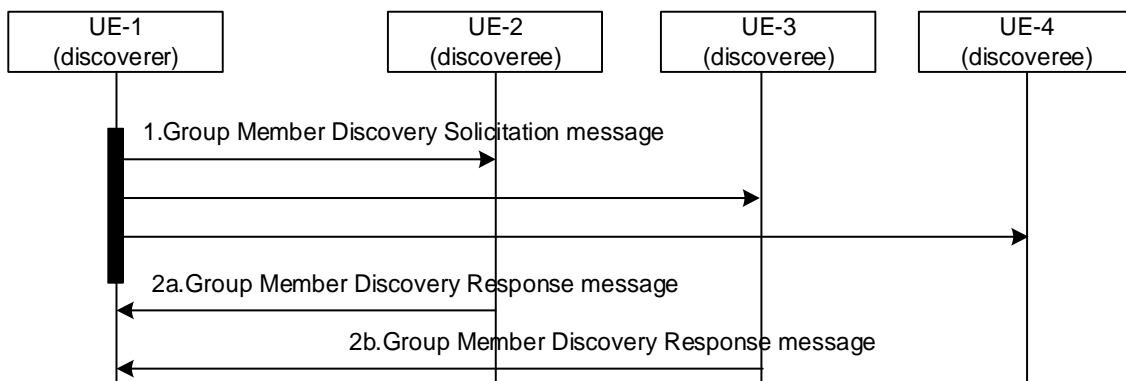 UE-1
(discoverer)
UE-2
(discoveree)
UE-3
(discoveree)
UE-4
(discoveree)
1.Group Member Discovery Solicitation message
2a.Group Member Discovery Response message
2b.Group Member Discovery Response message